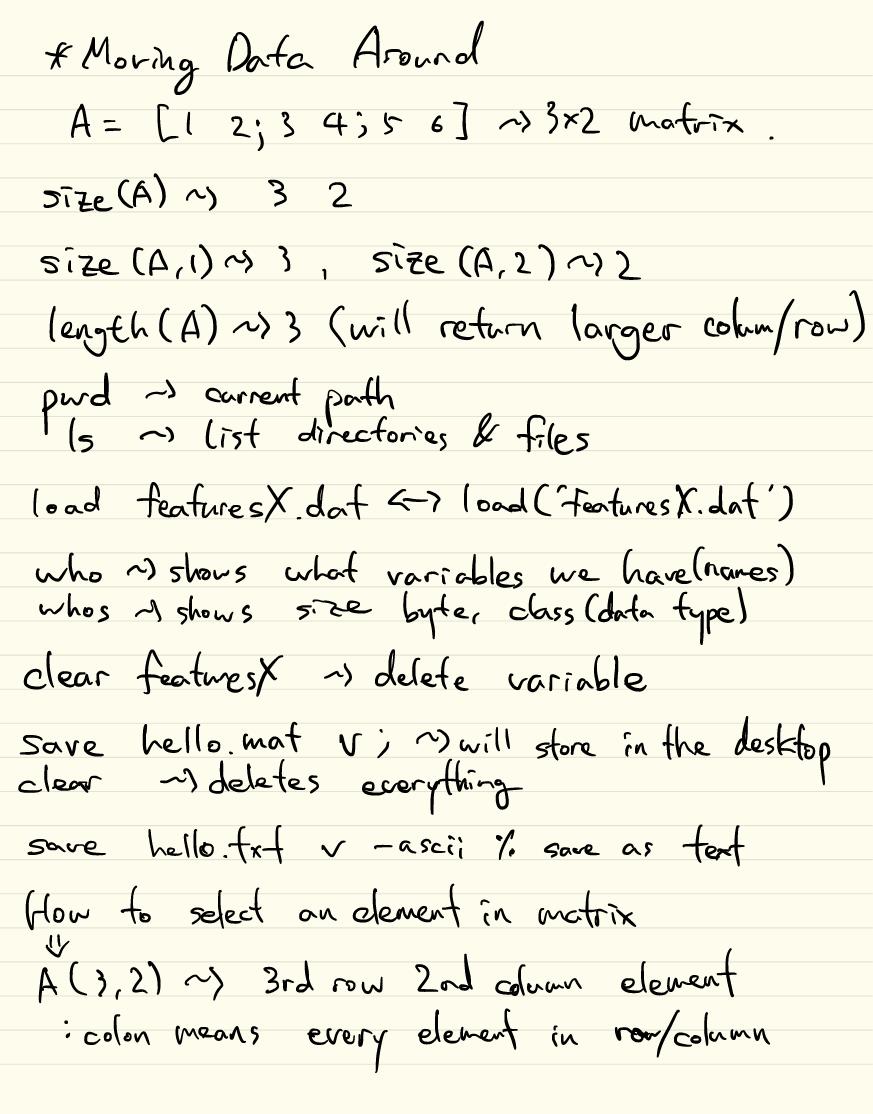 * Moving Data Around
A = [1 2; 3 4; 5 6] ~> 3×2 matrix.
size(A) ~> 3 2
size (A,1) ~> 3 , size (A,2) ~> 2
length(A) ~> 3 (will return larger colum/row)
pwd ~> current path
ls ~> list directories & files
load featuresX.dat <-> load('featuresX.dat')
who ~> shows what variables we have(names)
whos ~> shows size byte, class(data type)
clear featuresX ~> delete variable
save hello.mat v; ~> will store in the desktop
clear ~> deletes everything
save hello.txt v -ascii % save as text
How to select an element in matrix
⇓
A(3,2) ~> 3rd row 2nd column element
: colon means every element in row/column